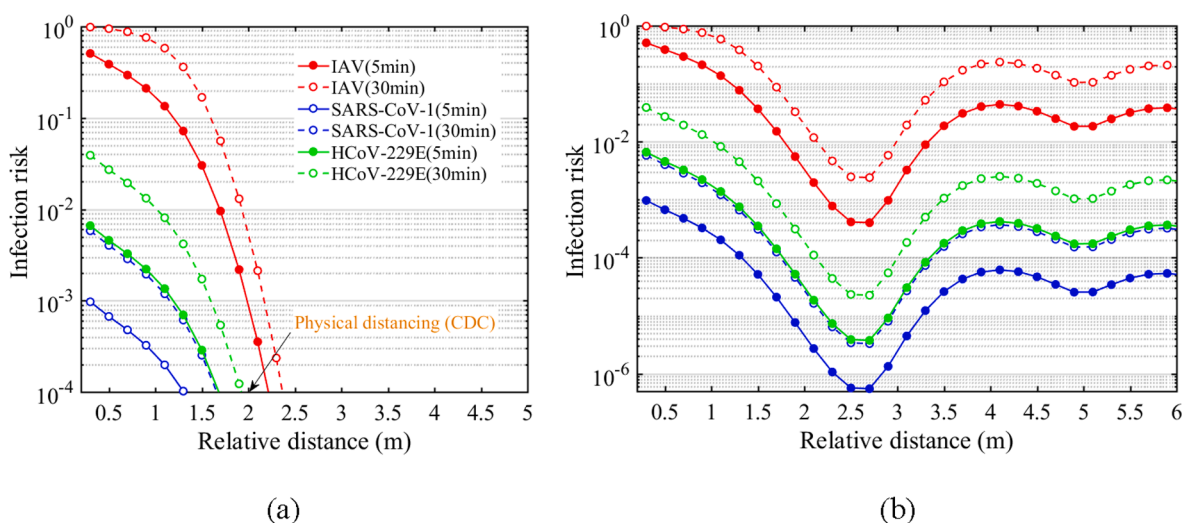 10^0
10^-1
10^-2
10^-3
10^-4
Infection risk
IAV(5min)
IAV(30min)
SARS-CoV-1(5min)
SARS-CoV-1(30min)
HCoV-229E(5min)
HCoV-229E(30min)
Physical distancing (CDC)
0.5 1 1.5 2 2.5 3 3.5 4 4.5 5
Relative distance (m)
(a)
10^0
10^-2
10^-4
10^-6
Infection risk
0.5 1 1.5 2 2.5 3 3.5 4 4.5 5 5.5 6
Relative distance (m)
(b)